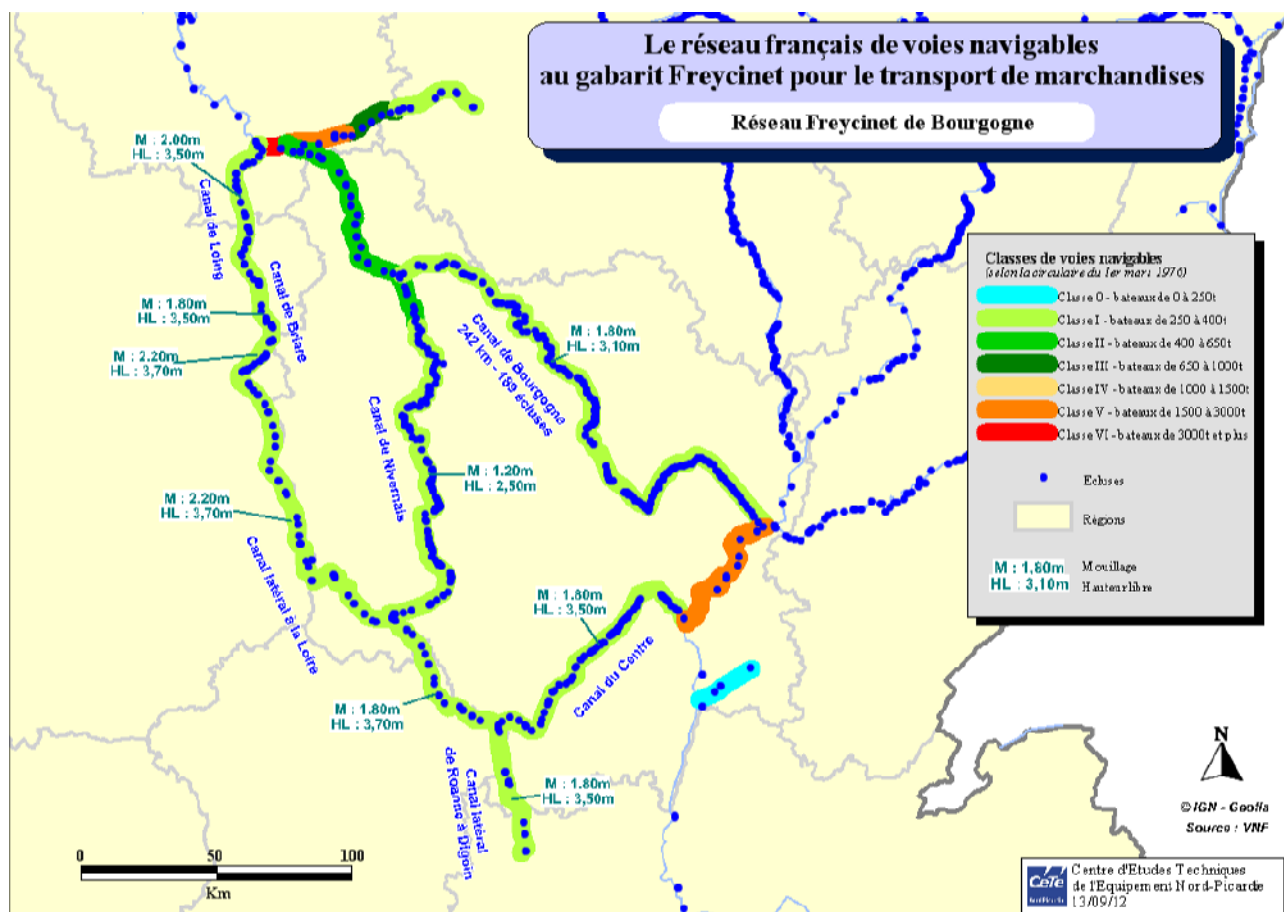 Le réseau français de voies navigables
au gabarit Freycinet pour le transport de marchandises
Réseau Freycinet de Bourgogne
M : 2.00m
HL : 3,50m
Canal de Loing
Canal de Briare
M : 1.80m
HL : 3,50m
M : 2.20m
HL : 3,70m
Canal de Bourgogne
242 km - 189 écluses
M : 1.80m
HL : 3,10m
Canal du Nivernais
M : 1.20m
HL : 2,50m
M : 2.20m
HL : 3,70m
Canal latéral à la Loire
M : 1.80m
HL : 3,50m
Canal du Centre
M : 1.80m
HL : 3,70m
Canal latéral
de Roanne à Digoin
M : 1.80m
HL : 3,50m
Classes de voies navigables
(selon la circulaire du 1er mars 1976)
Classe 0 - bateaux de 0 à 250t
Classe I - bateaux de 250 à 400t
Classe II - bateaux de 400 à 650t
Classe III - bateaux de 650 à 1000t
Classe IV - bateaux de 1000 à 1500t
Classe V - bateaux de 1500 à 3000t
Classe VI - bateaux de 3000t et plus
Ecluses
Régions
M : 1,80m Mouillage
HL : 3,10m Hauteur libre
N
© IGN - Geofla
Source : VNF
0 50 100
Km
CeTe
Nord-Picardie
Centre d'Etudes Techniques
de l'Equipement Nord-Picardie
13/09/12